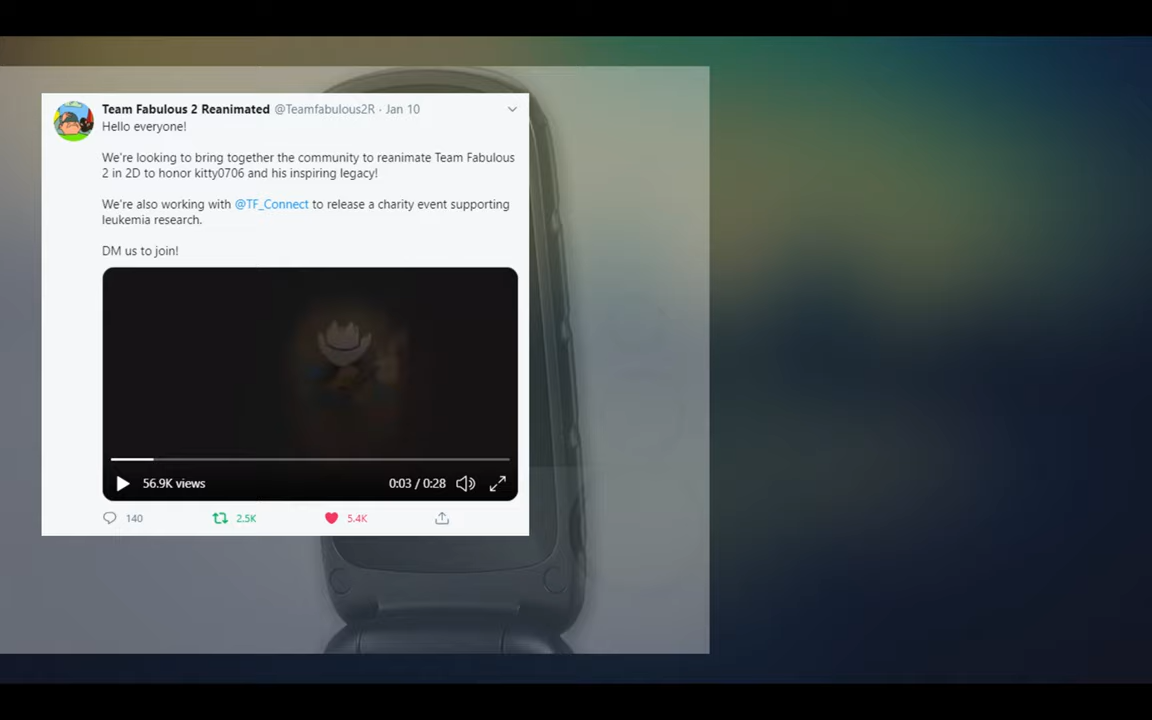 Team Fabulous 2 Reanimated @Teamfabulous2R · Jan 10
Hello everyone!
We're looking to bring together the community to reanimate Team Fabulous
2 in 2D to honor kitty0706 and his inspiring legacy!
We're also working with @TF_Connect to release a charity event supporting
leukemia research.
DM us to join!
56.9K views
0:03 / 0:28
140
2.5K
5.4K